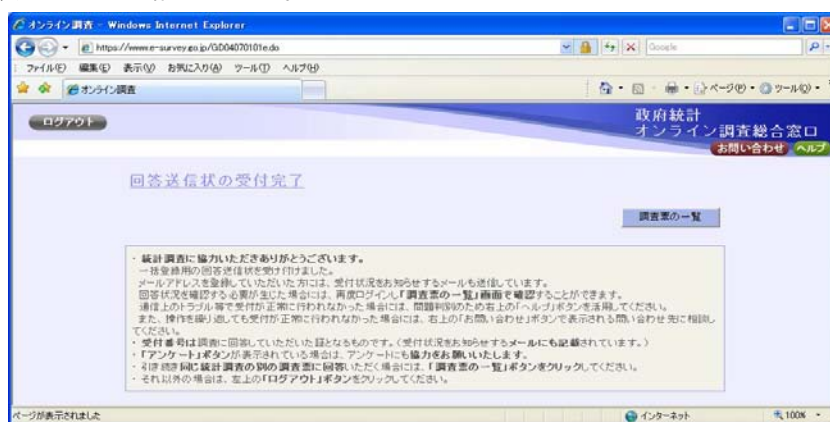 オンライン調査 - Windows Internet Explorer
https://www.e-survey.go.jp/GD04070101e.do
Google
ファイル(F) 編集(E) 表示(V) お気に入り(A) ツール(T) ヘルプ(H)
オンライン調査
ページ(P) ツール(O)
ログアウト
政府統計
オンライン調査総合窓口
お問い合わせ ヘルプ
回答送信状の受付完了
調査票の一覧
・統計調査に協力いただきありがとうございます。
一括登録用の回答送信状を受け付けました。
メールアドレスを登録していただいた方には、受付状況をお知らせするメールも送信しています。
回答状況を確認する必要が生じた場合には、再度ログインし「調査票の一覧」画面で確認することができます。
通信上のトラブル等で受付が正常に行われなかった場合には、問題判別のため右上の「ヘルプ」ボタンを活用してください。
また、操作を繰り返しても受付が正常に行われなかった場合には、右上の「お問い合わせ」ボタンで表示される問い合わせ先に相談し
てください。
・受付番号は調査に回答していただいた証となるものです。(受付状況をお知らせするメールにも記載されています。)
・「アンケート」ボタンが表示されている場合は、アンケートにも協力をお願いいたします。
・引き続き同じ統計調査の別の調査票に回答いただく場合には、「調査票の一覧」ボタンをクリックしてください。
・それ以外の場合は、左上の「ログアウト」ボタンをクリックしてください。
ページが表示されました インターネット 100%